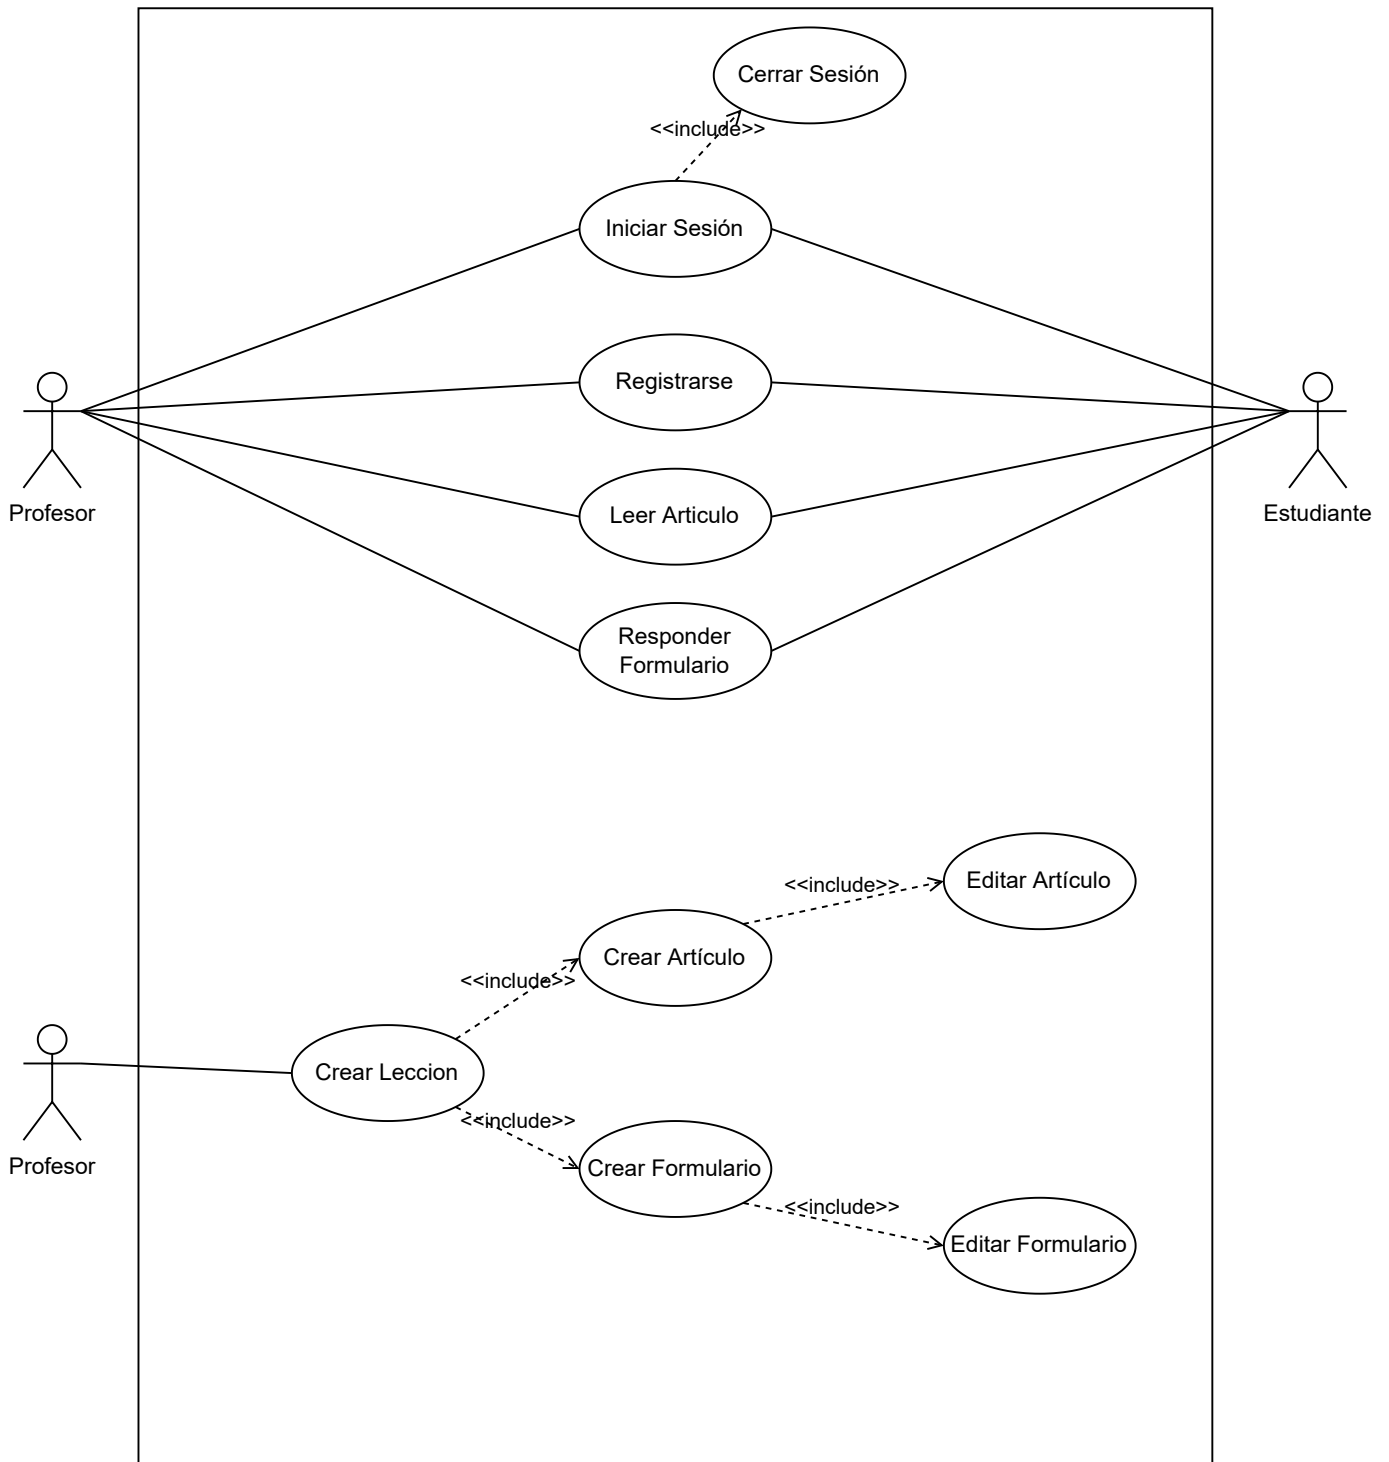 Cerrar Sesión
<<include>>
Iniciar Sesión
Registrarse
Profesor
Leer Articulo
Estudiante
Responder
Formulario
Editar Artículo
<<include>>
Crear Artículo
<<include>>
Crear Leccion
<<include>>
Profesor
Crear Formulario
<<include>>
Editar Formulario